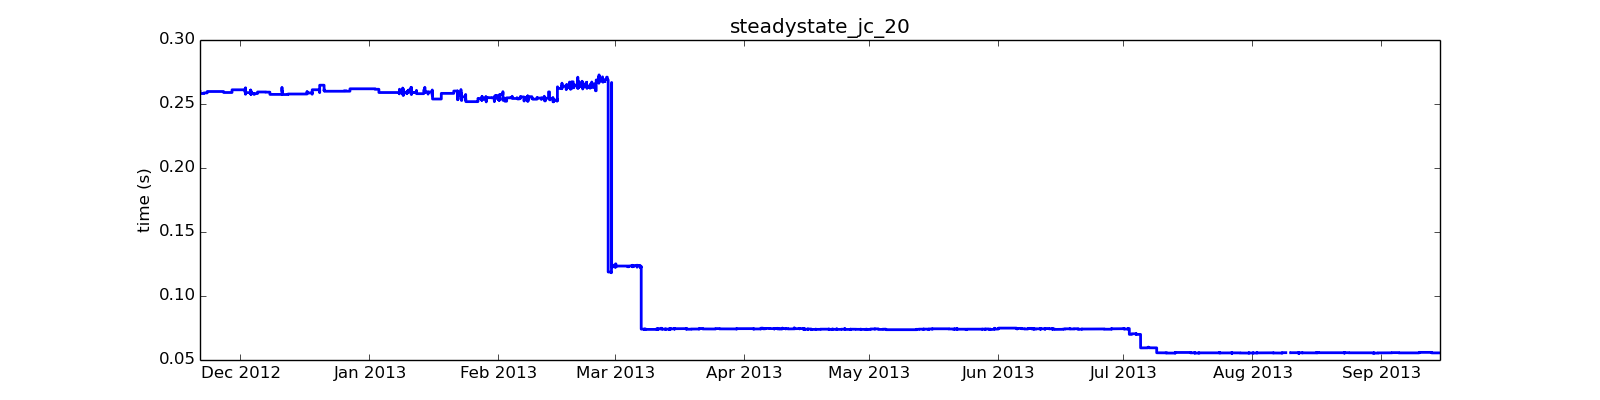 steadystate_jc_20
time (s)
0.30
0.25
0.20
0.15
0.10
0.05
Dec 2012
Jan 2013
Feb 2013
Mar 2013
Apr 2013
May 2013
Jun 2013
Jul 2013
Aug 2013
Sep 2013